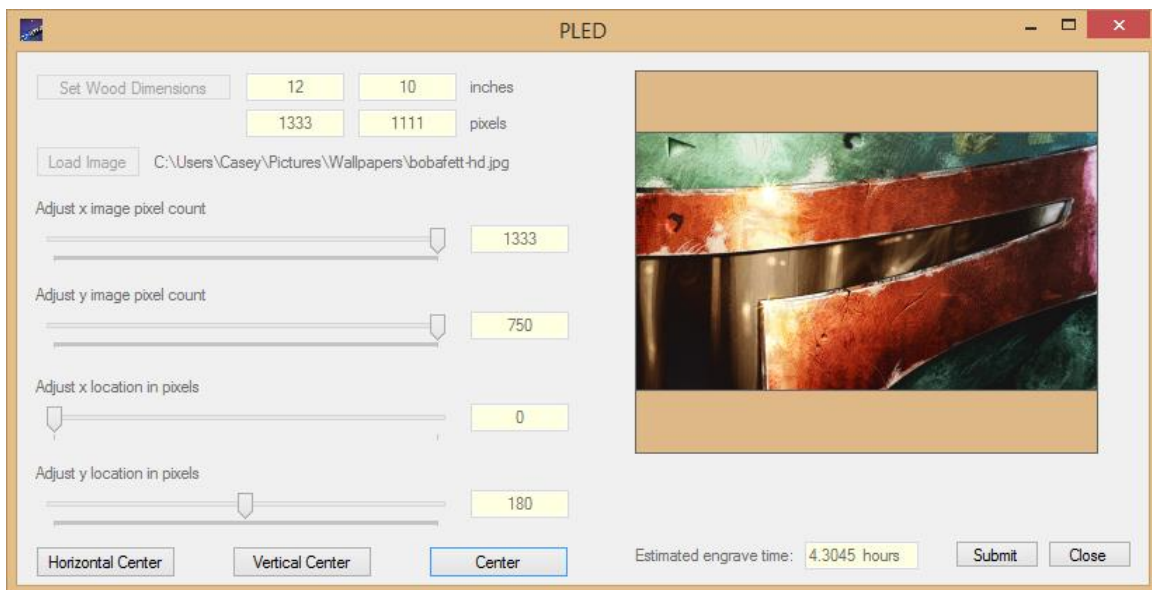 PLED
Set Wood Dimensions 12 10 inches
1333 1111 pixels
Load Image C:\Users\Casey\Pictures\Wallpapers\bobafett-hd.jpg
Adjust x image pixel count
1333
Adjust y image pixel count
750
Adjust x location in pixels
0
Adjust y location in pixels
180
Horizontal Center Vertical Center Center Estimated engrave time: 4.3045 hours Submit Close